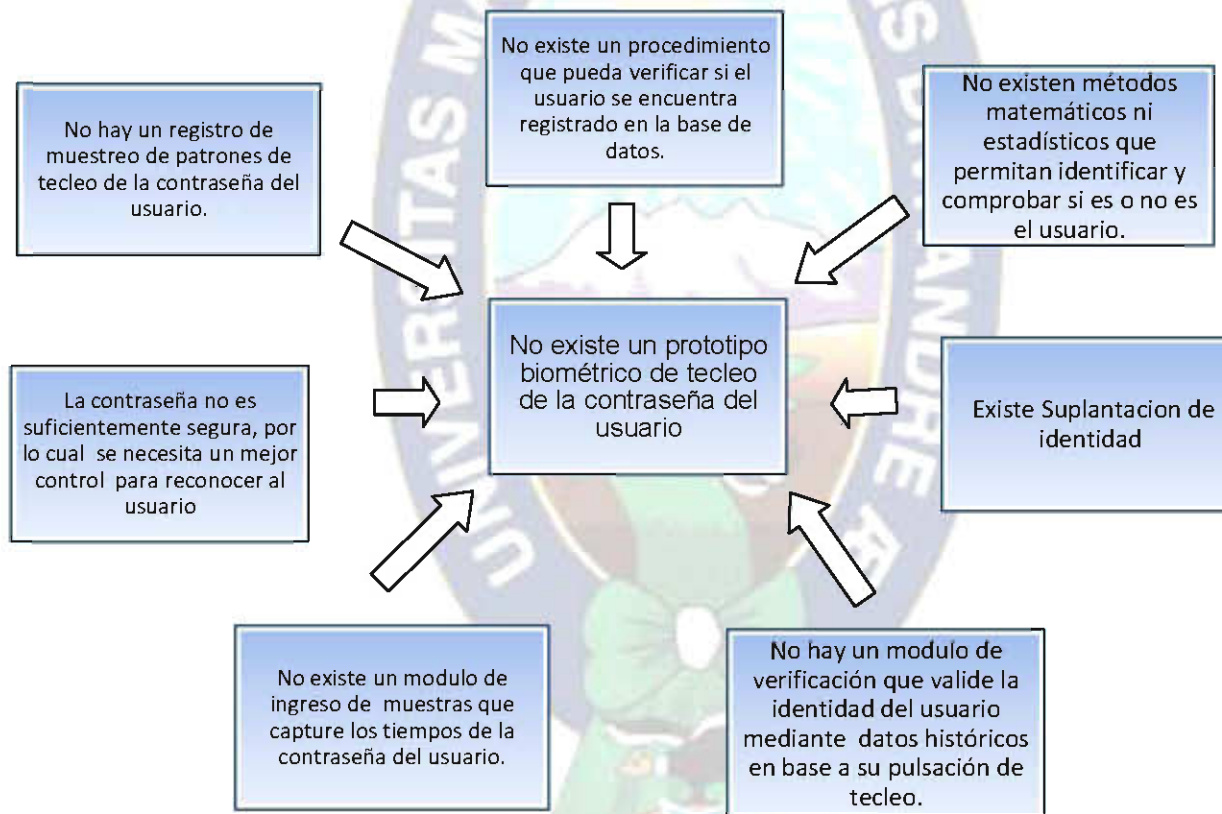 No existe un procedimiento
que pueda verificar si el
usuario se encuentra
registrado en la base de
datos.
No hay un registro de
muestreo de patrones de
tecleo de la contraseña del
usuario.
No existen métodos
matemáticos ni
estadísticos que
permitan identificar y
comprobar si es o no es
el usuario.
No existe un prototipo
biométrico de tecleo
de la contraseña del
usuario
La contraseña no es
suficientemente segura, por
lo cual se necesita un mejor
control para reconocer al
usuario
Existe Suplantacion de
identidad
No existe un modulo de
ingreso de muestras que
capture los tiempos de la
contraseña del usuario.
No hay un modulo de
verificación que valide la
identidad del usuario
mediante datos históricos
en base a su pulsación de
tecleo.